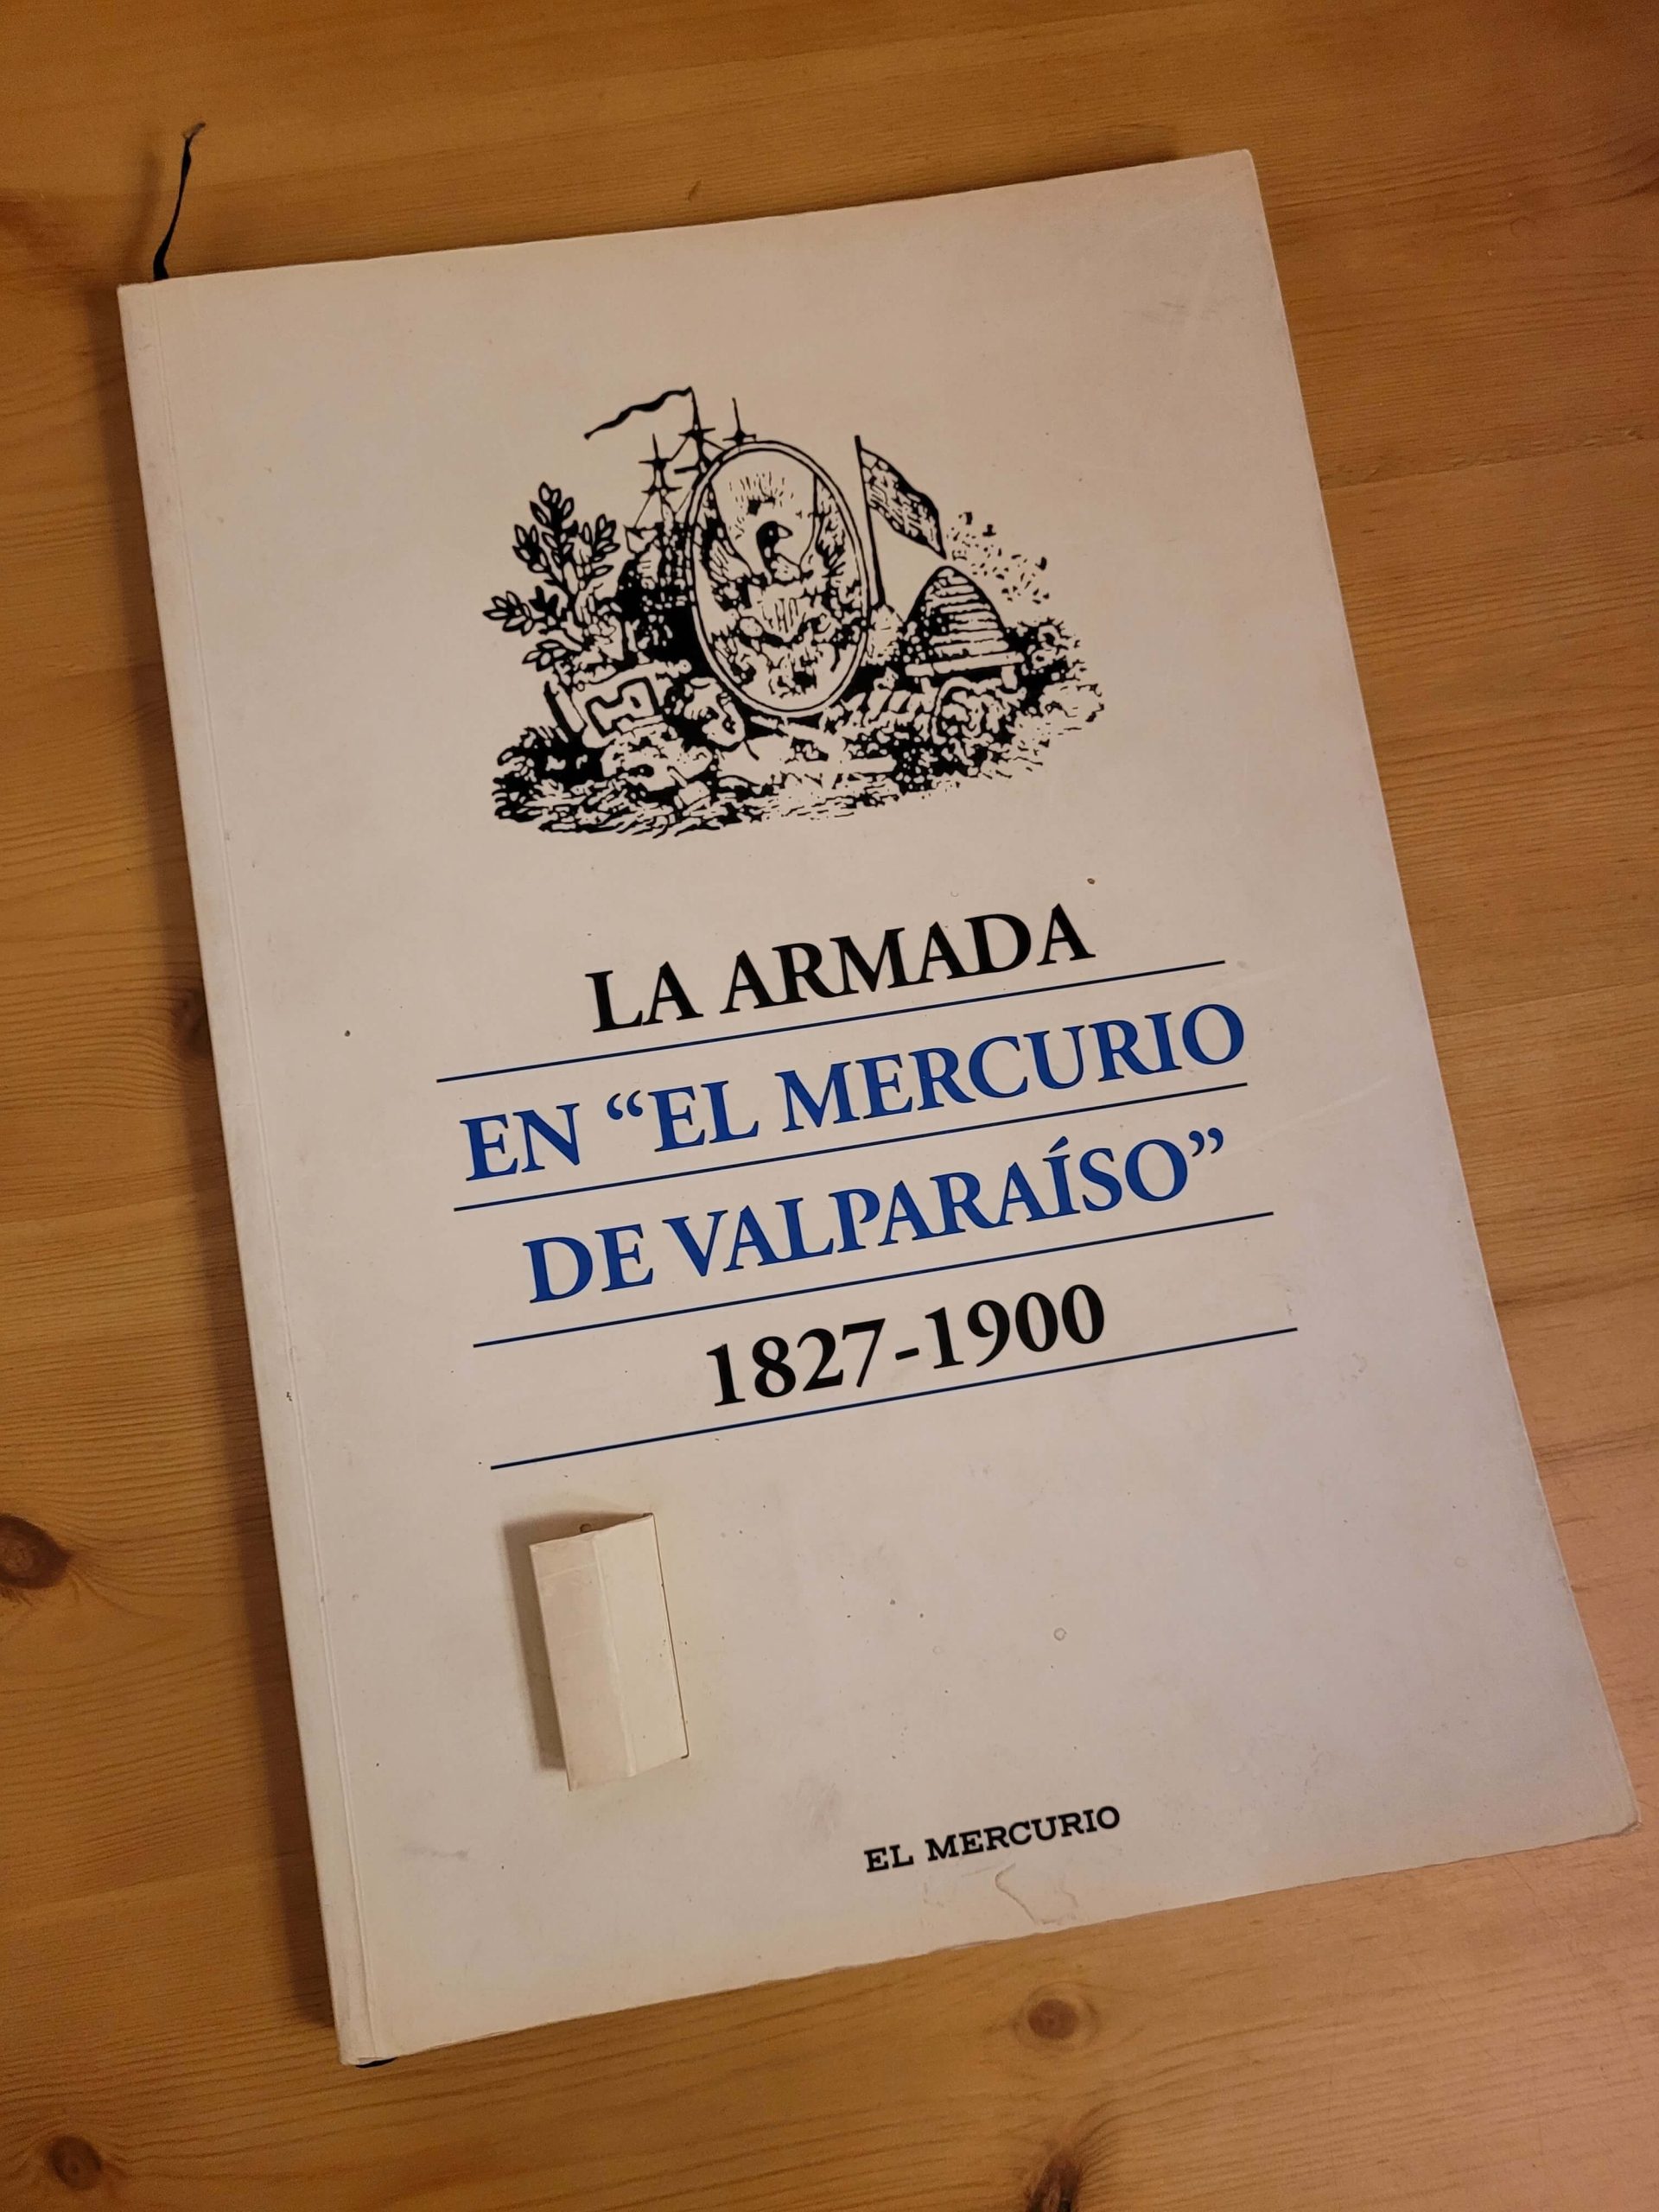 LA ARMADA
EN “EL MERCURIO
DE VALPARAÍSO”
1827-1900
EL MERCURIO